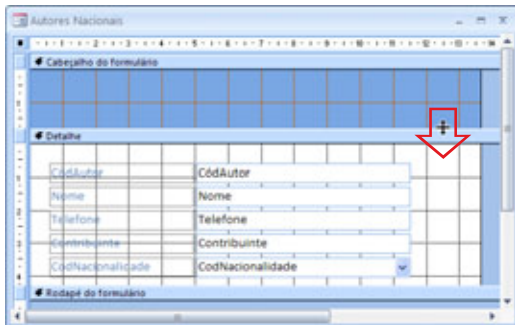 Autores Nacionais
Cabeçalho do formulário
Detalhe
CódAutor CódAutor
Nome Nome
Telefone Telefone
Contribuinte Contribuinte
CodNacionalidade CodNacionalidade
Rodapé do formulário